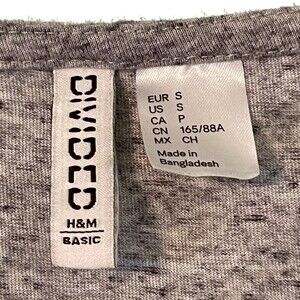 DIVIDED
H&M
BASIC
EUR S
US S
CA P
CN 165/88A
MX CH
Made in
Bangladesh